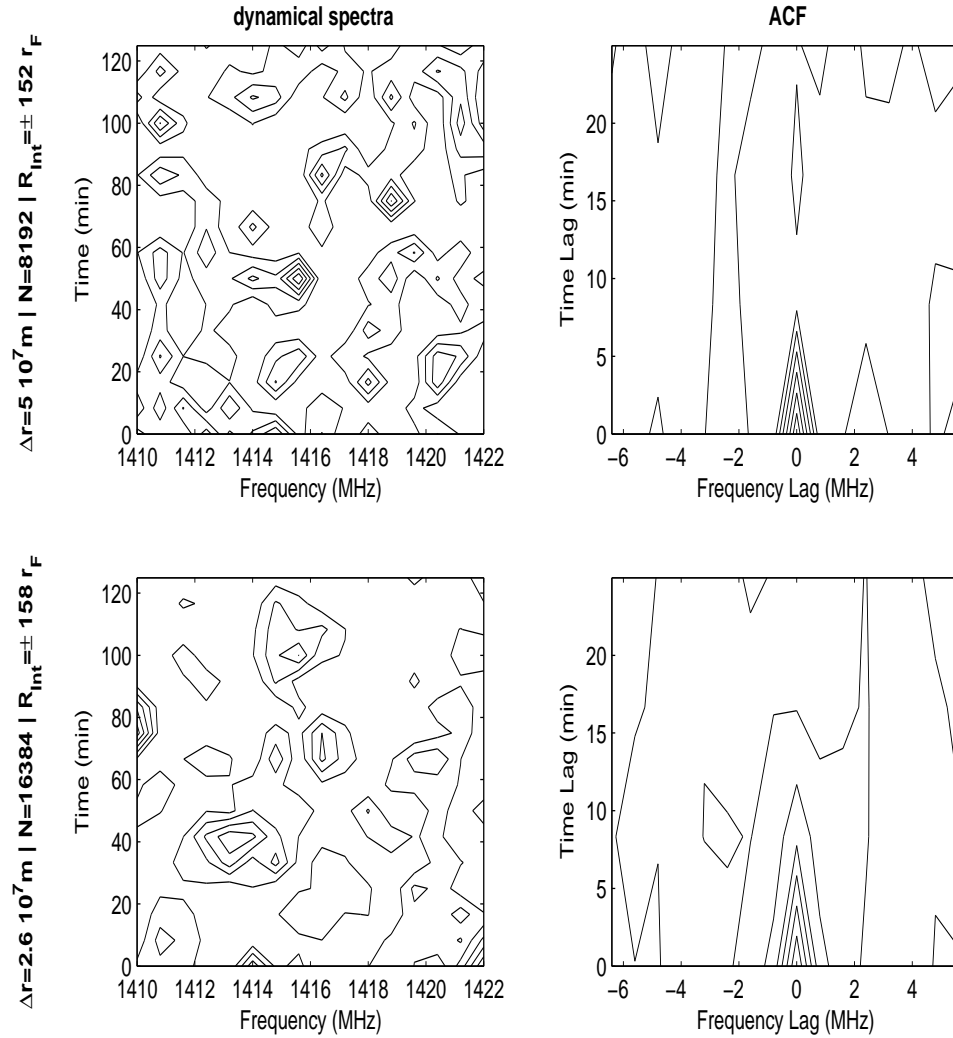 dynamical spectra
ACF
Δr=5 10^7 m | N=8192 | R_Int=± 152 r_F
Time (min)
120
100
80
60
40
20
0
1410 1412 1414 1416 1418 1420 1422
Frequency (MHz)
Time Lag (min)
20
15
10
5
0
−6 −4 −2 0 2 4
Frequency Lag (MHz)
Δr=2.6 10^7 m | N=16384 | R_Int=± 158 r_F
Time (min)
120
100
80
60
40
20
0
1410 1412 1414 1416 1418 1420 1422
Frequency (MHz)
Time Lag (min)
20
15
10
5
0
−6 −4 −2 0 2 4
Frequency Lag (MHz)